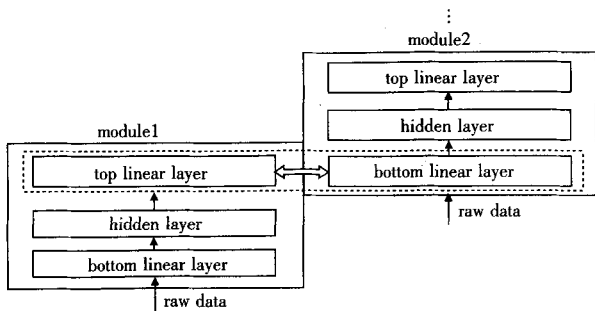 ⋮
module2
top linear layer
hidden layer
bottom linear layer
raw data
module1
top linear layer
hidden layer
bottom linear layer
raw data